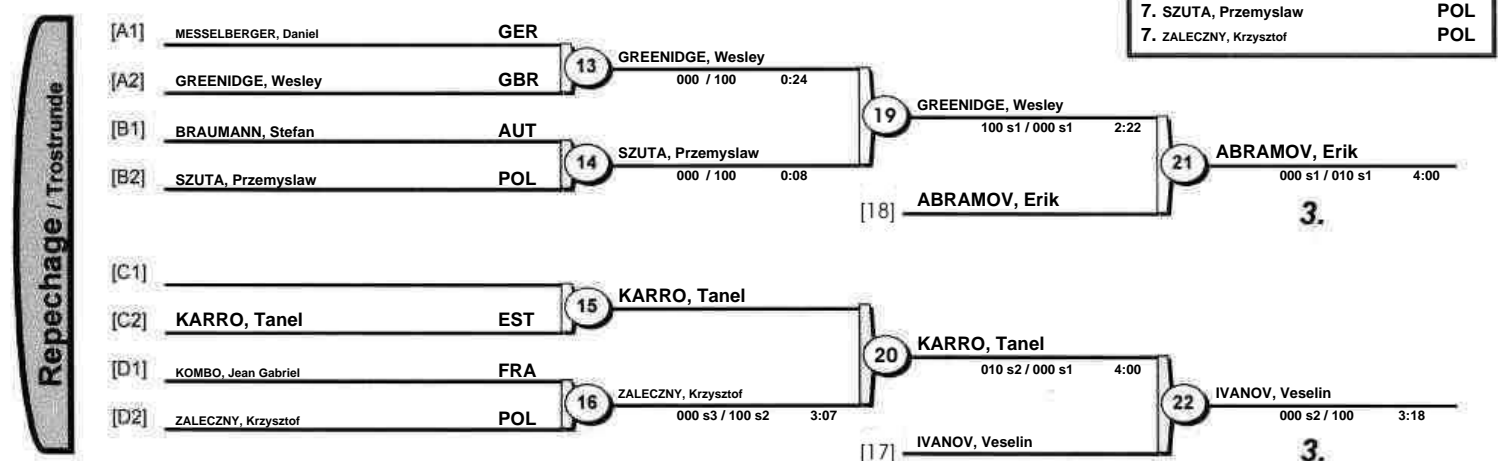 7. SZUTA, Przemyslaw POL
7. ZALECZNY, Krzysztof POL
Repechage / Trostrunde
[A1] MESSELBERGER, Daniel GER
13 GREENIDGE, Wesley
000 / 100 0:24
[A2] GREENIDGE, Wesley GBR
19 GREENIDGE, Wesley
100 s1 / 000 s1 2:22
[B1] BRAUMANN, Stefan AUT
14 SZUTA, Przemyslaw
000 / 100 0:08
21 ABRAMOV, Erik
000 s1 / 010 s1 4:00
[B2] SZUTA, Przemyslaw POL
[18] ABRAMOV, Erik
3.
[C1]
15 KARRO, Tanel
[C2] KARRO, Tanel EST
20 KARRO, Tanel
010 s2 / 000 s1 4:00
[D1] KOMBO, Jean Gabriel FRA
16 ZALECZNY, Krzysztof
000 s3 / 100 s2 3:07
22 IVANOV, Veselin
000 s2 / 100 3:18
[D2] ZALECZNY, Krzysztof POL
[17] IVANOV, Veselin
3.